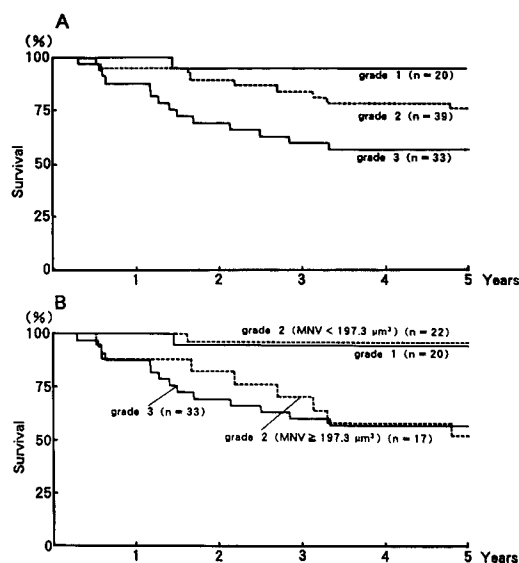 A
(%)
100
75
50
25
0
Survival
grade 1 (n = 20)
grade 2 (n = 39)
grade 3 (n = 33)
1 2 3 4 5 Years
B
(%)
100
75
50
25
0
Survival
grade 2 (MNV < 197.3 μm³) (n = 22)
grade 1 (n = 20)
grade 3 (n = 33)
grade 2 (MNV ≥ 197.3 μm³) (n = 17)
1 2 3 4 5 Years